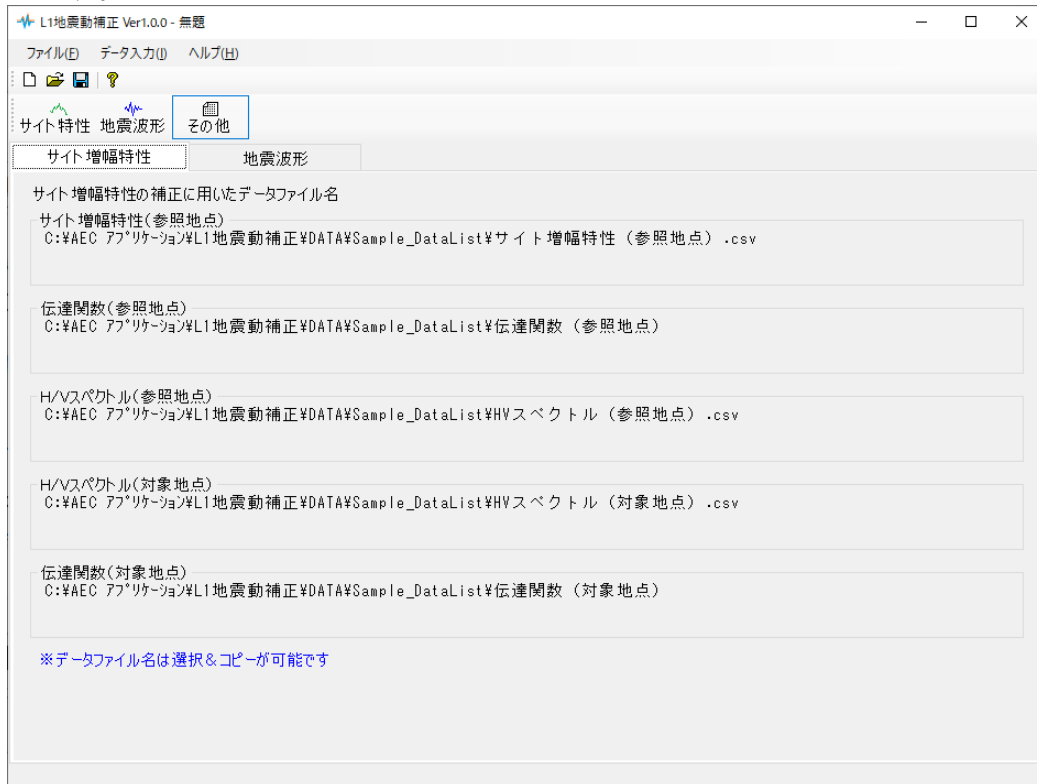 L1地震動補正 Ver1.0.0 - 無題
ファイル(F) データ入力(I) ヘルプ(H)
サイト特性 地震波形 その他
サイト増幅特性 地震波形
サイト増幅特性の補正に用いたデータファイル名
サイト増幅特性(参照地点)
C:¥AEC アプリケーション¥L1地震動補正¥DATA¥Sample_DataList¥サイト増幅特性（参照地点）.csv
伝達関数(参照地点)
C:¥AEC アプリケーション¥L1地震動補正¥DATA¥Sample_DataList¥伝達関数（参照地点）
H/Vスペクトル(参照地点)
C:¥AEC アプリケーション¥L1地震動補正¥DATA¥Sample_DataList¥HVスペクトル（参照地点）.csv
H/Vスペクトル(対象地点)
C:¥AEC アプリケーション¥L1地震動補正¥DATA¥Sample_DataList¥HVスペクトル（対象地点）.csv
伝達関数(対象地点)
C:¥AEC アプリケーション¥L1地震動補正¥DATA¥Sample_DataList¥伝達関数（対象地点）
※データファイル名は選択＆コピーが可能です